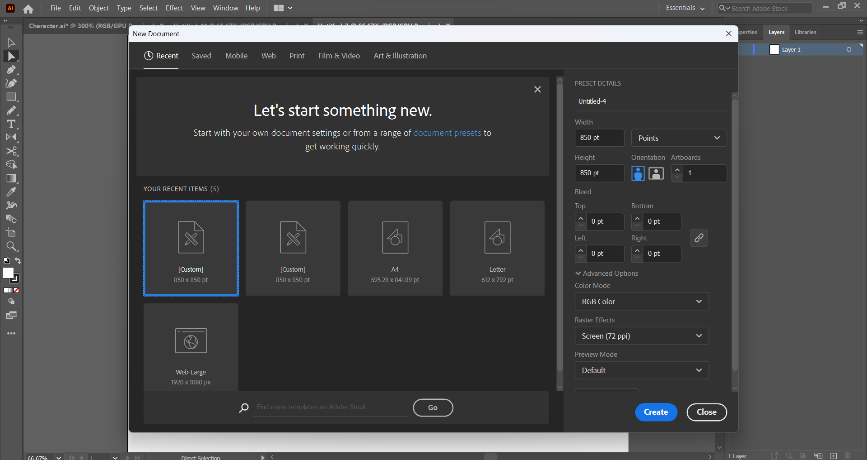 Ai File Edit Object Type Select Effect View Window Help Essentials Search Adobe Stock
Character.ai* @ 300% (RGB/GPU
New Document
Properties Layers Libraries
Recent Saved Mobile Web Print Film & Video Art & Illustration
Layer 1
Let's start something new.
Start with your own document settings or from a range of document presets to
get working quickly.
YOUR RECENT ITEMS (5)
[Custom]
850 x 850 pt
[Custom]
850 x 850 pt
A4
595.28 x 841.89 pt
Letter
612 x 792 pt
Web-Large
1920 x 1080 px
Find more templates on Adobe Stock
Go
PRESET DETAILS
Untitled-4
Width
850 pt Points
Height Orientation Artboards
850 pt 1
Bleed
Top Bottom
0 pt 0 pt
Left Right
0 pt 0 pt
Advanced Options
Color Mode
RGB Color
Raster Effects
Screen (72 ppi)
Preview Mode
Default
Create Close
66.67% 1 Direct Selection 1 Layer